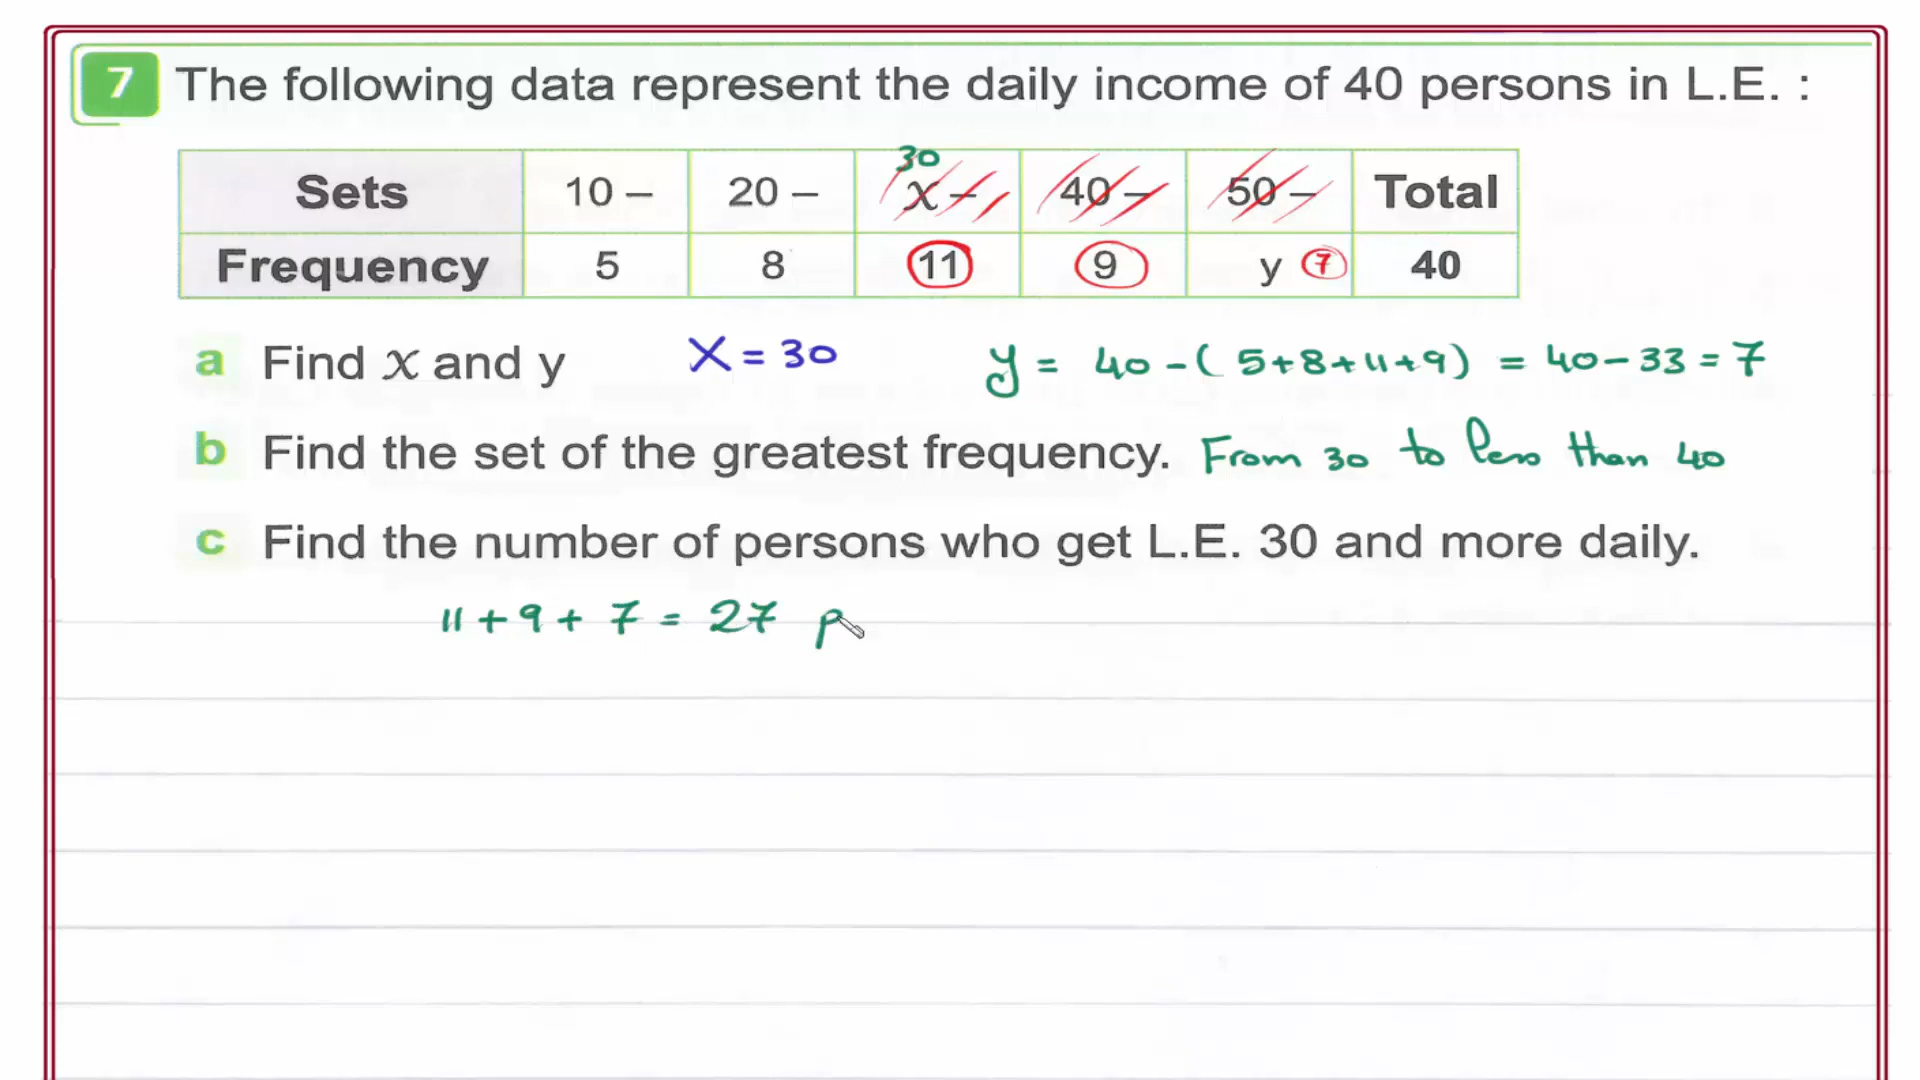 7 The following data represent the daily income of 40 persons in L.E. :
30
Sets 10 – 20 – x – 40 – 50 – Total
Frequency 5 8 11 9 y 7 40
a Find x and y X = 30 y = 40 - ( 5+8+11+9) = 40 - 33 = 7
b Find the set of the greatest frequency. From 30 to less than 40
c Find the number of persons who get L.E. 30 and more daily.
11 + 9 + 7 = 27 p